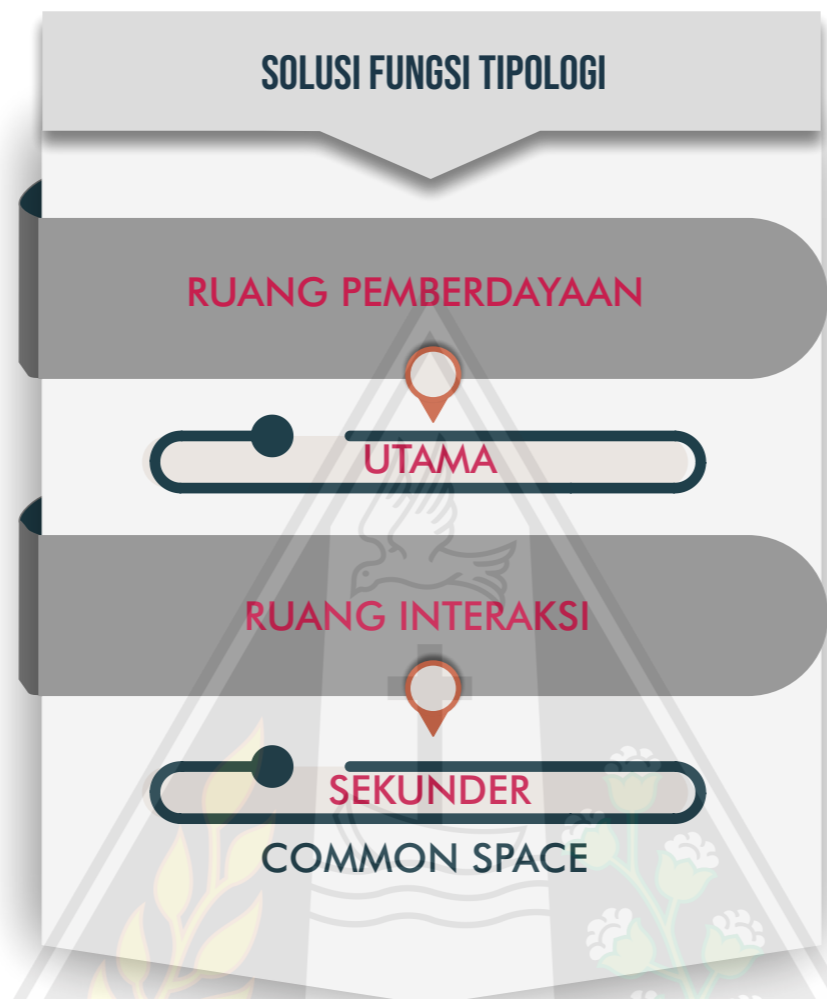 SOLUSI FUNGSI TIPOLOGI
RUANG PEMBERDAYAAN
UTAMA
RUANG INTERAKSI
SEKUNDER
COMMON SPACE